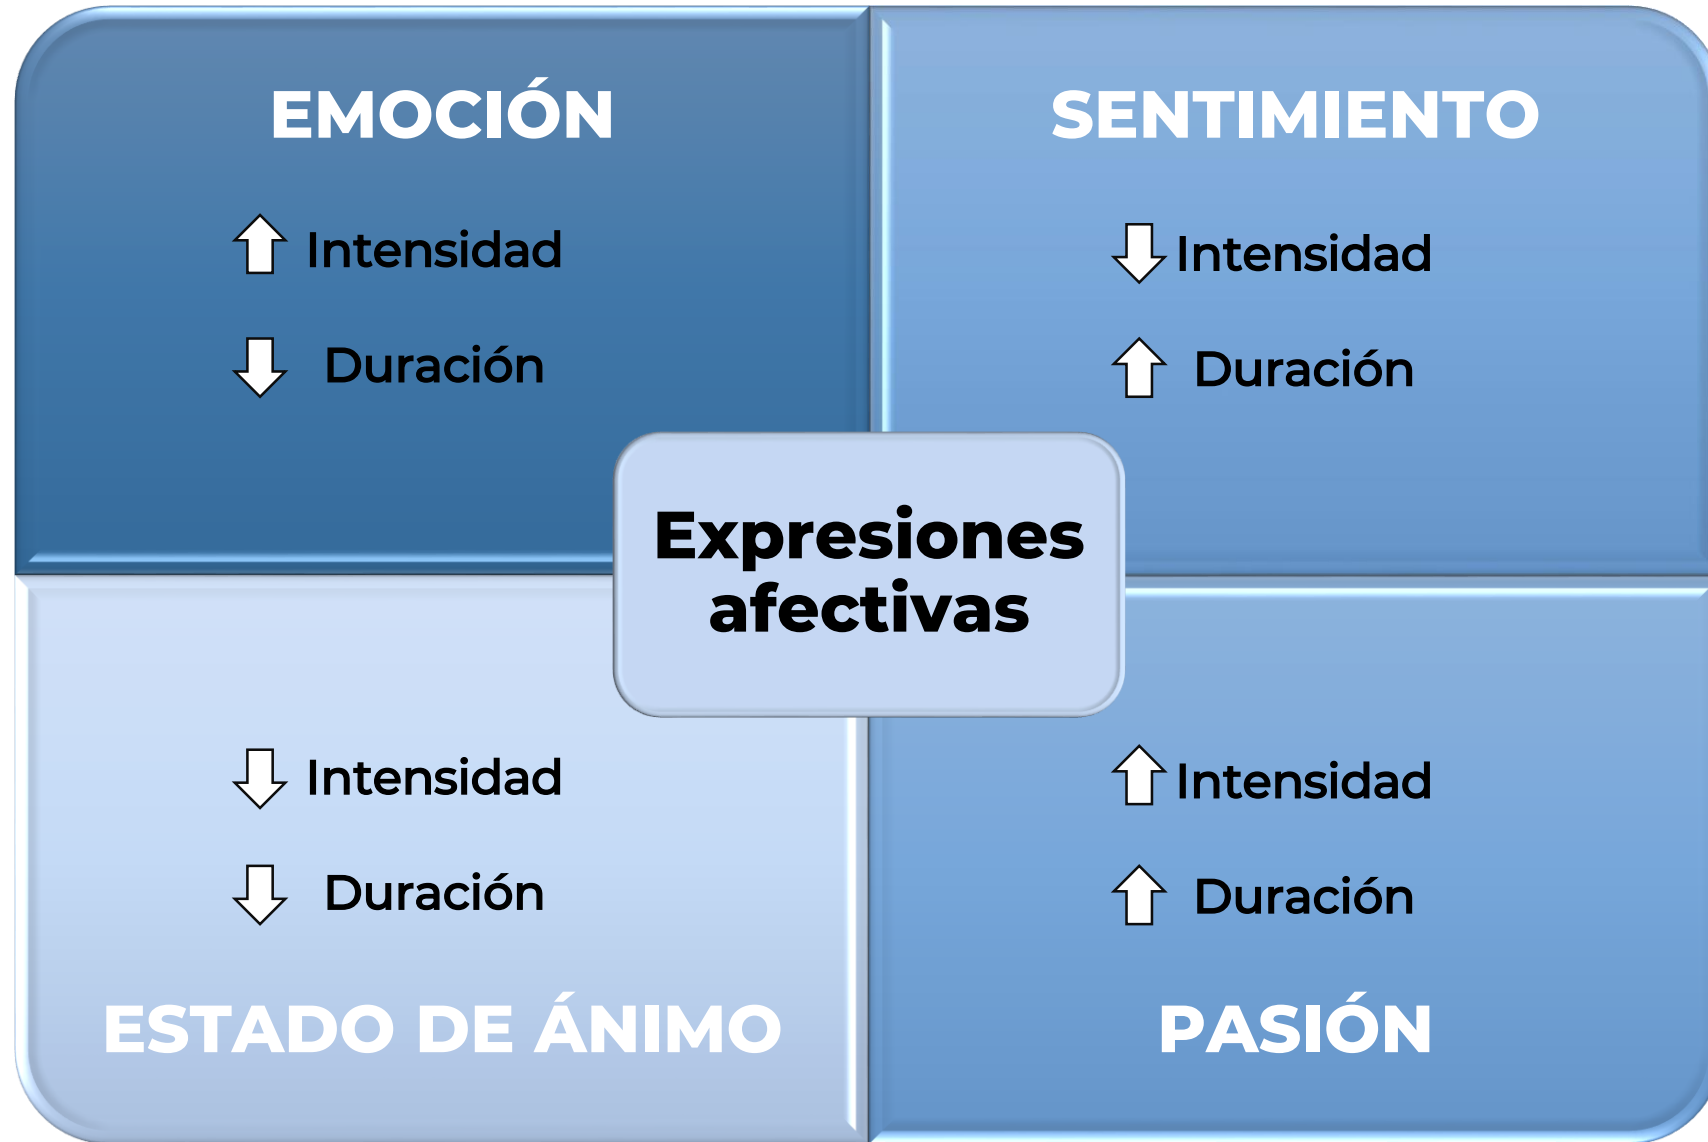 EMOCIÓN
Intensidad
Duración
SENTIMIENTO
Intensidad
Duración
Expresiones
afectivas
Intensidad
Duración
ESTADO DE ÁNIMO
Intensidad
Duración
PASIÓN